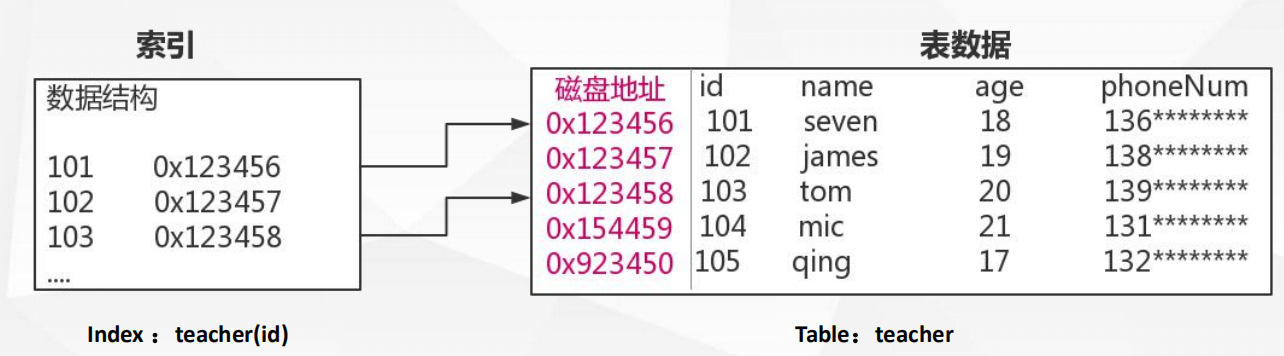 索引
数据结构
101 0x123456
102 0x123457
103 0x123458
....
Index：teacher(id)
表数据
磁盘地址 id name age phoneNum
0x123456 101 seven 18 136********
0x123457 102 james 19 138********
0x123458 103 tom 20 139********
0x154459 104 mic 21 131********
0x923450 105 qing 17 132********
Table：teacher